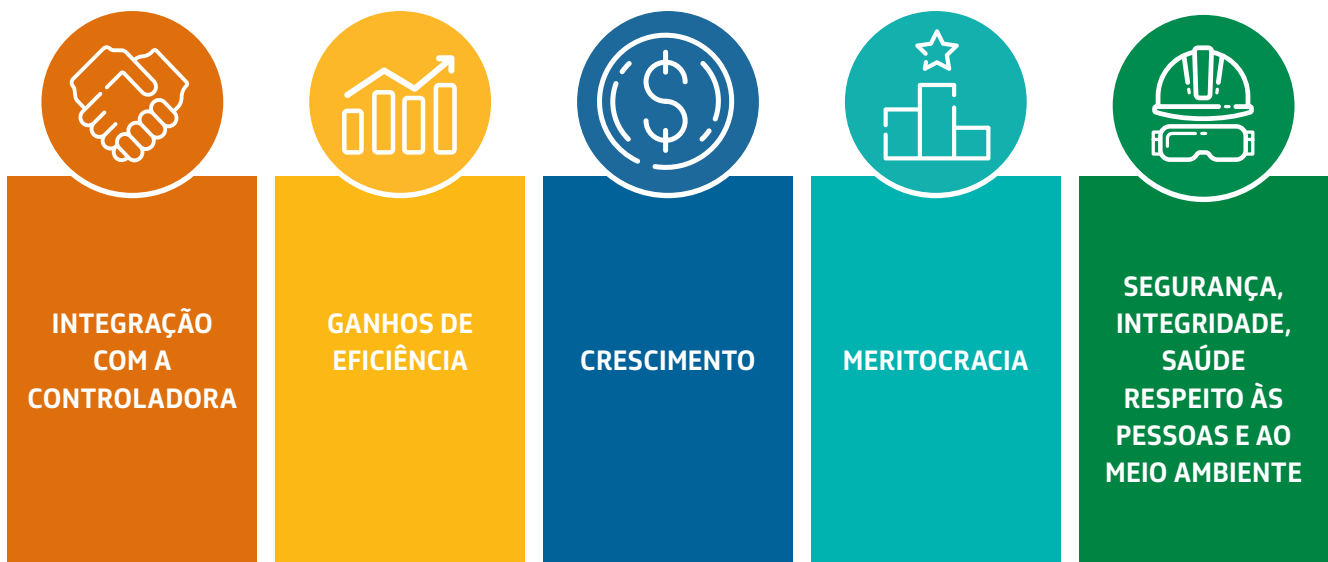 INTEGRAÇÃO
COM A
CONTROLADORA
GANHOS DE
EFICIÊNCIA
CRESCIMENTO
MERITOCRACIA
SEGURANÇA,
INTEGRIDADE,
SAÚDE
RESPEITO ÀS
PESSOAS E AO
MEIO AMBIENTE